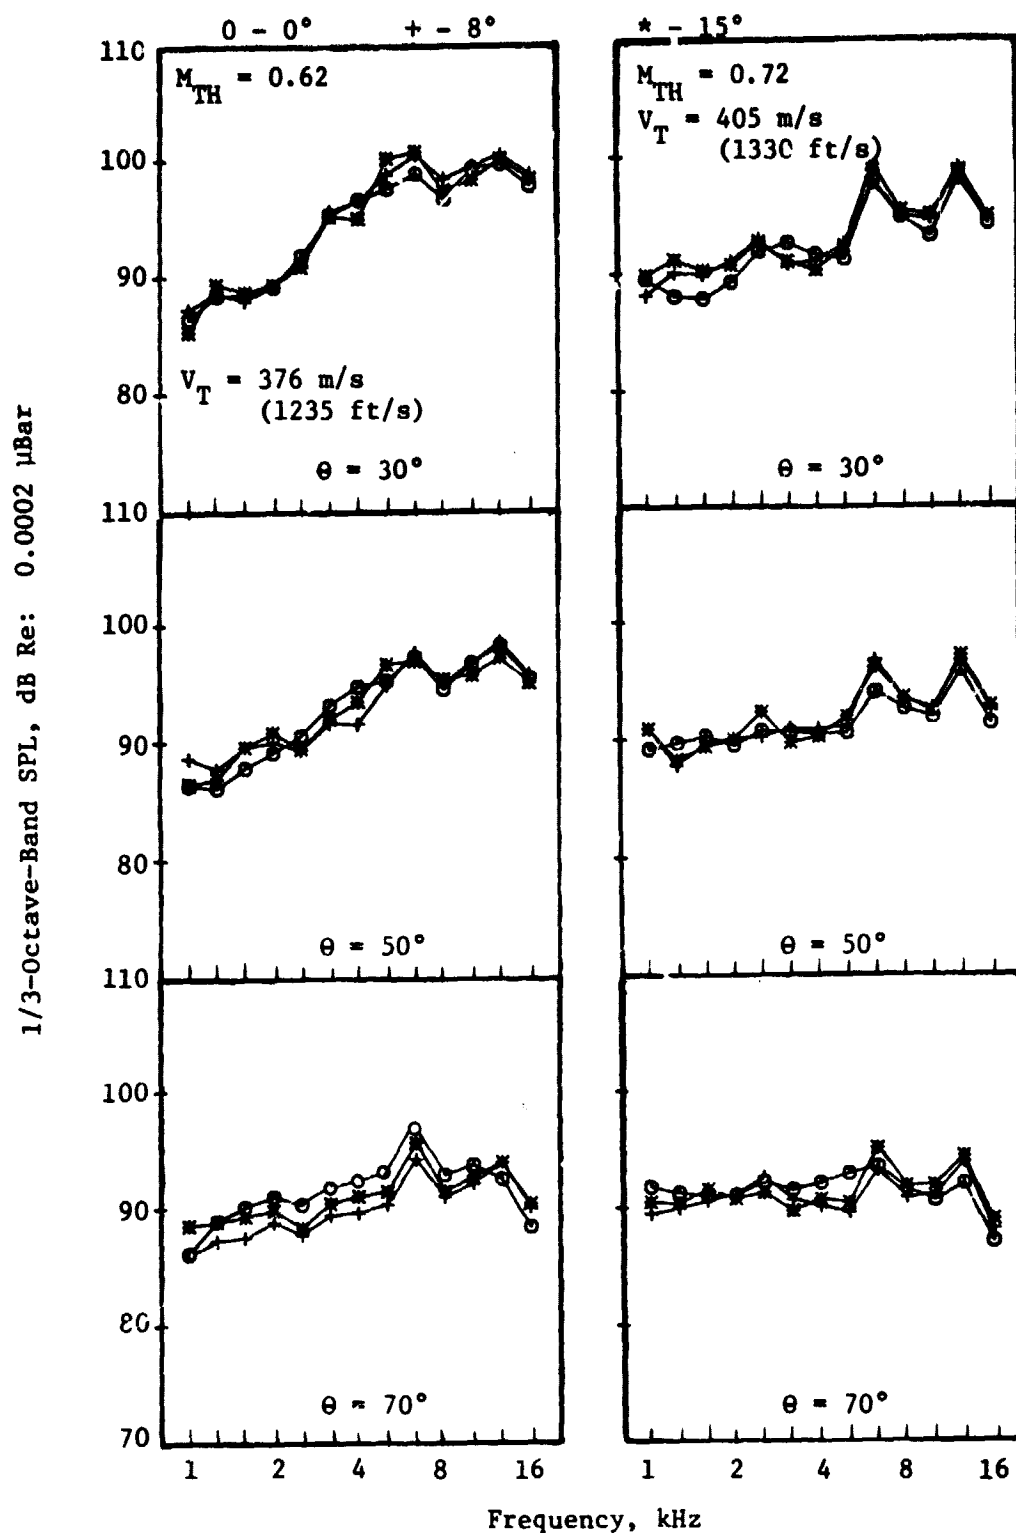 0 - 0° + - 8° * - 15°
110
M_TH = 0.62
100
90
V_T = 376 m/s
(1235 ft/s)
80
θ = 30°
M_TH = 0.72
V_T = 405 m/s
(1330 ft/s)
θ = 30°
110
100
90
80
θ = 50°
θ = 50°
110
100
90
80
θ = 70°
θ = 70°
70
1 2 4 8 16
1 2 4 8 16
Frequency, kHz
1/3-Octave-Band SPL, dB Re: 0.0002 μBar